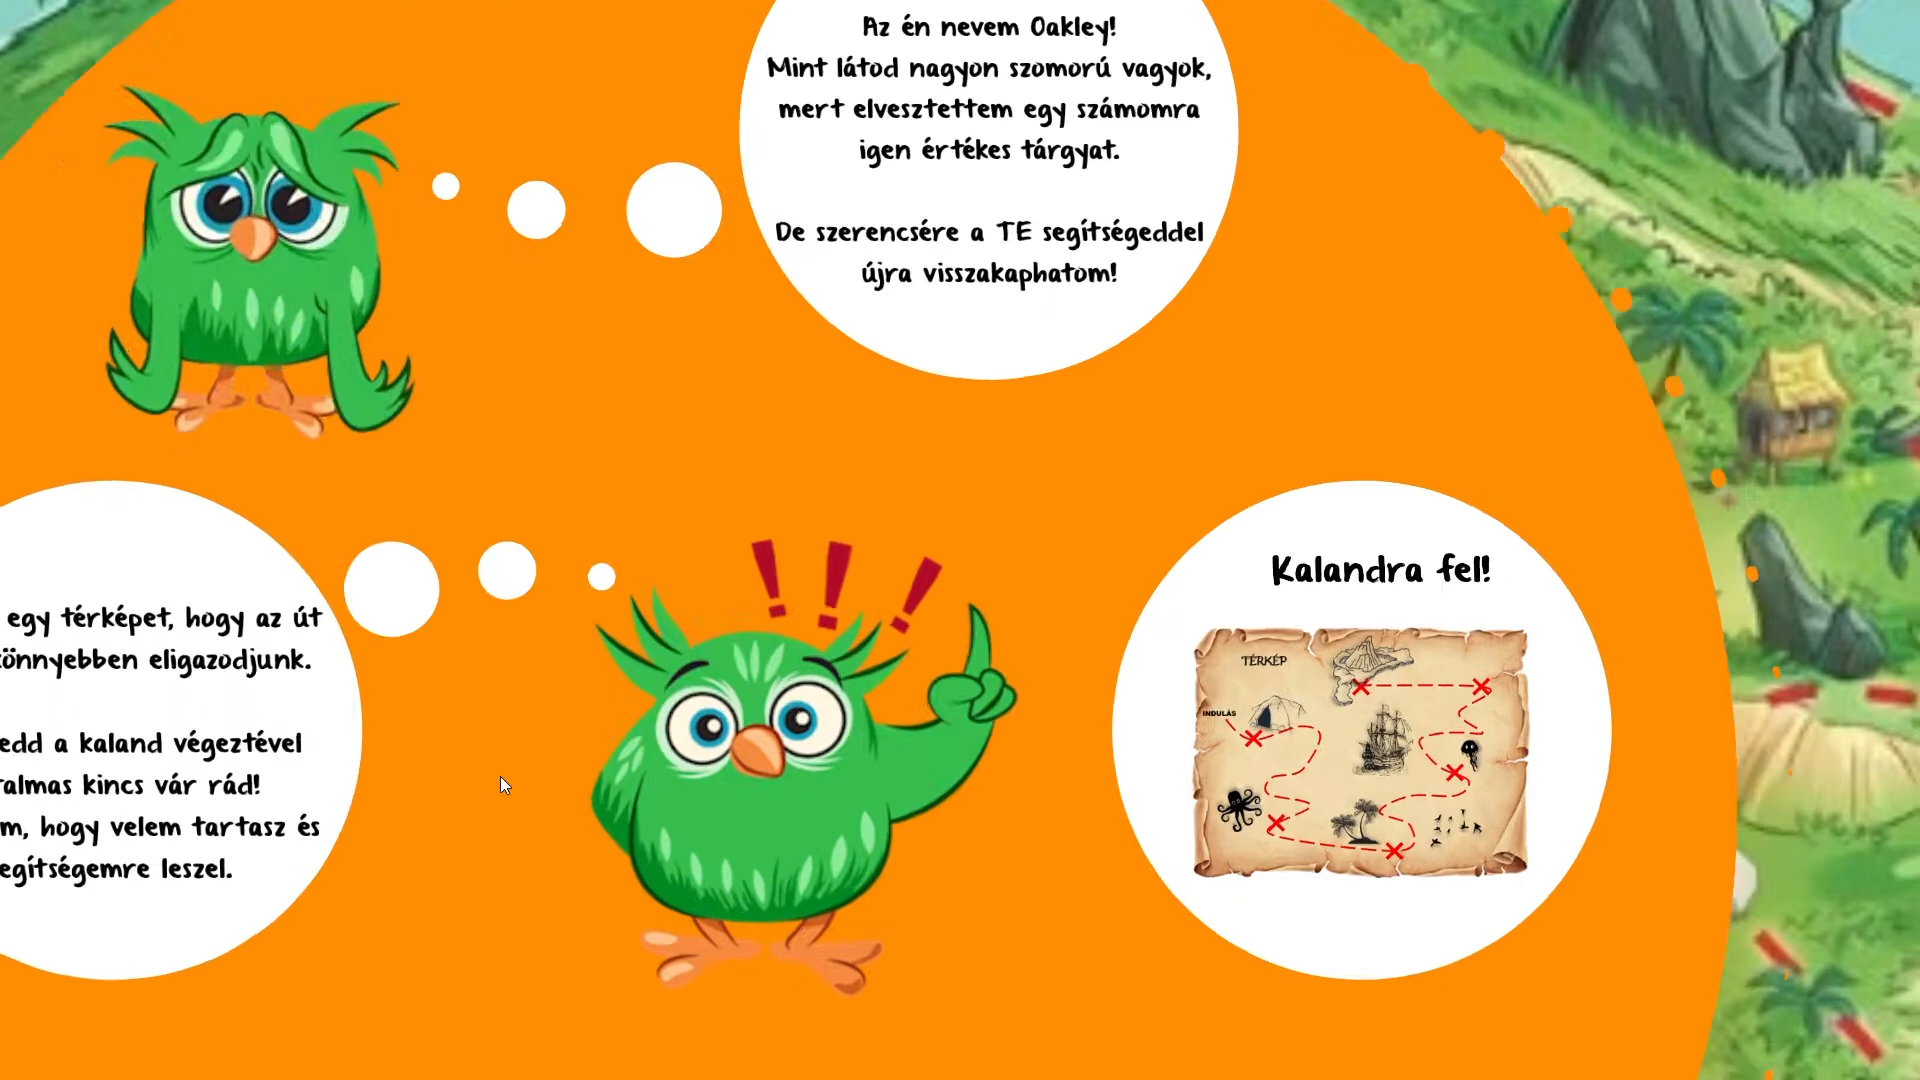 Az én nevem Oakley!
Mint látod nagyon szomorú vagyok,
mert elvesztettem egy számomra
igen értékes tárgyat.
De szerencsére a TE segítségeddel
újra visszakaphatom!
egy térképet, hogy az út
könnyebben eligazodjunk.
edd a kaland végeztével
talmas kincs vár rád!
m, hogy velem tartasz és
egítségemre leszel.
! ! !
Kalandra fel!
TÉRKÉP
INDULÁS